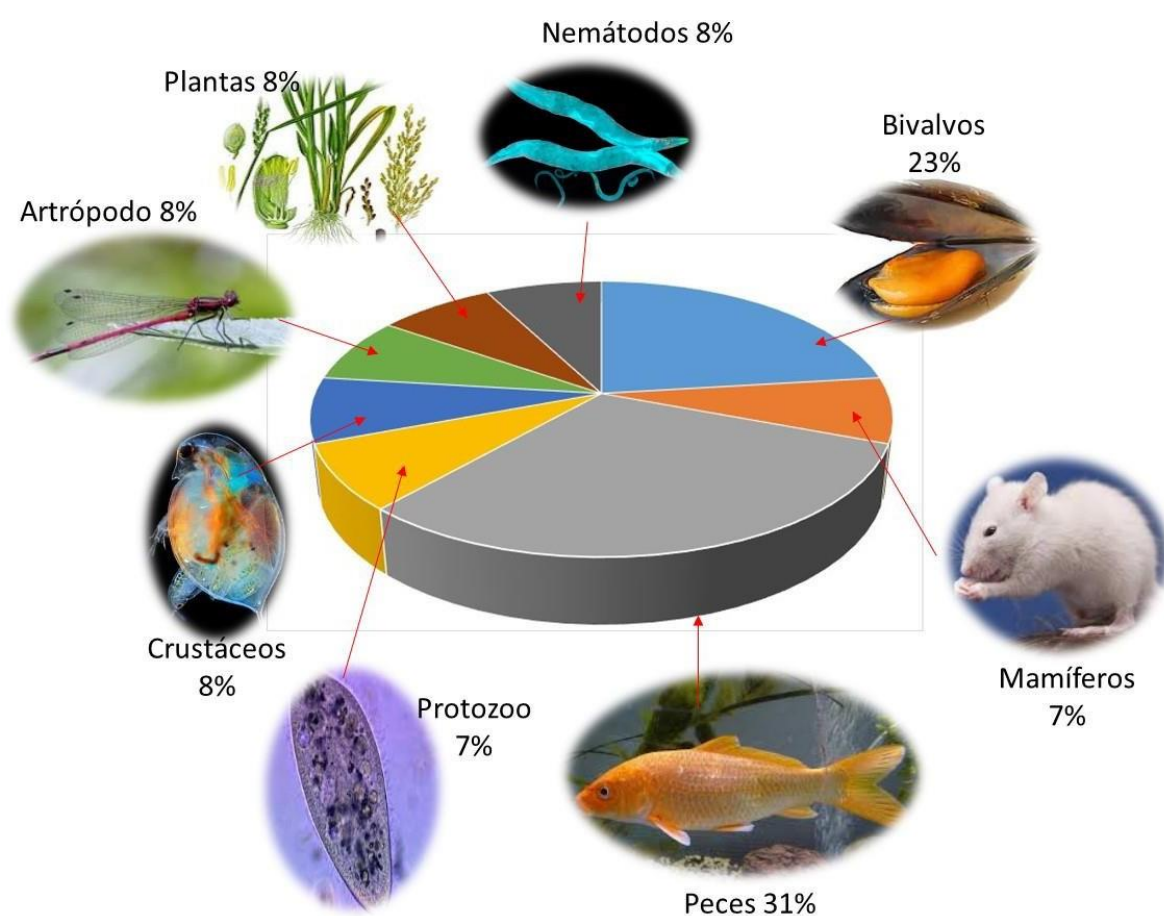 Nemátodos 8%
Plantas 8%
Bivalvos
23%
Artrópodo 8%
Crustáceos
8%
Protozoo
7%
Mamíferos
7%
Peces 31%